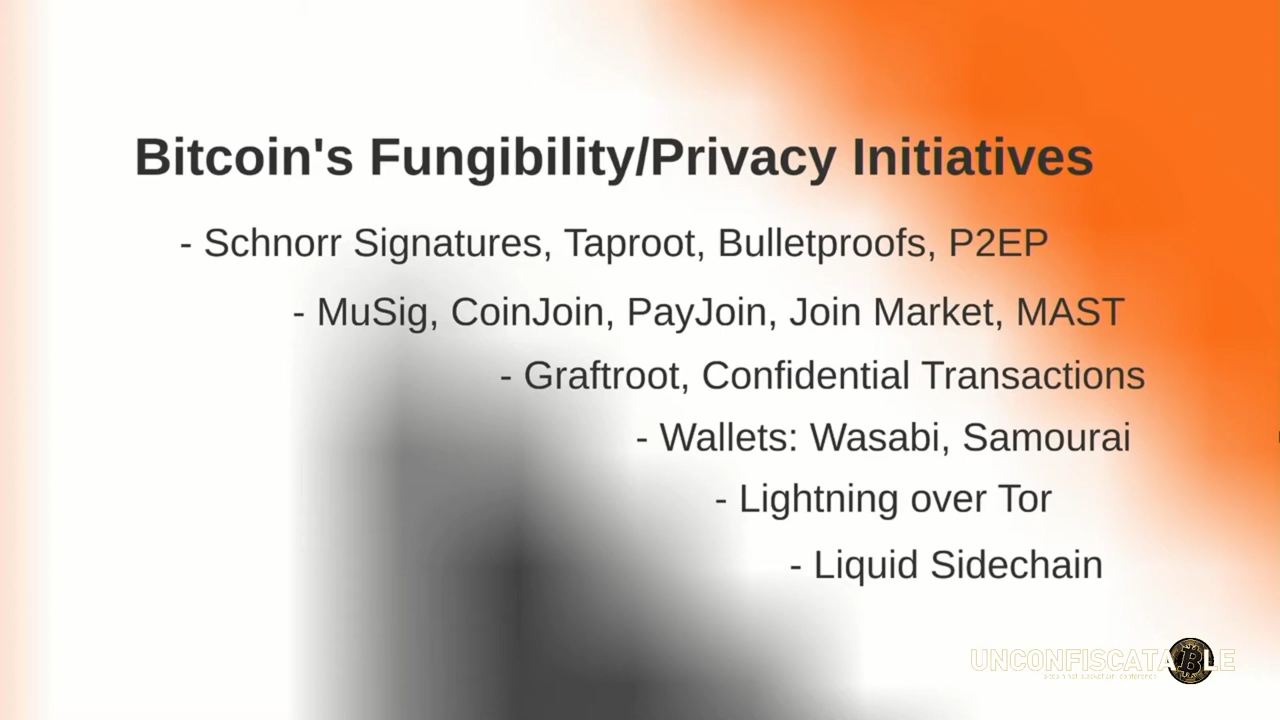 Bitcoin's Fungibility/Privacy Initiatives
- Schnorr Signatures, Taproot, Bulletproofs, P2EP
- MuSig, CoinJoin, PayJoin, Join Market, MAST
- Graftroot, Confidential Transactions
- Wallets: Wasabi, Samourai
- Lightning over Tor
- Liquid Sidechain
UNCONFISCATABLE